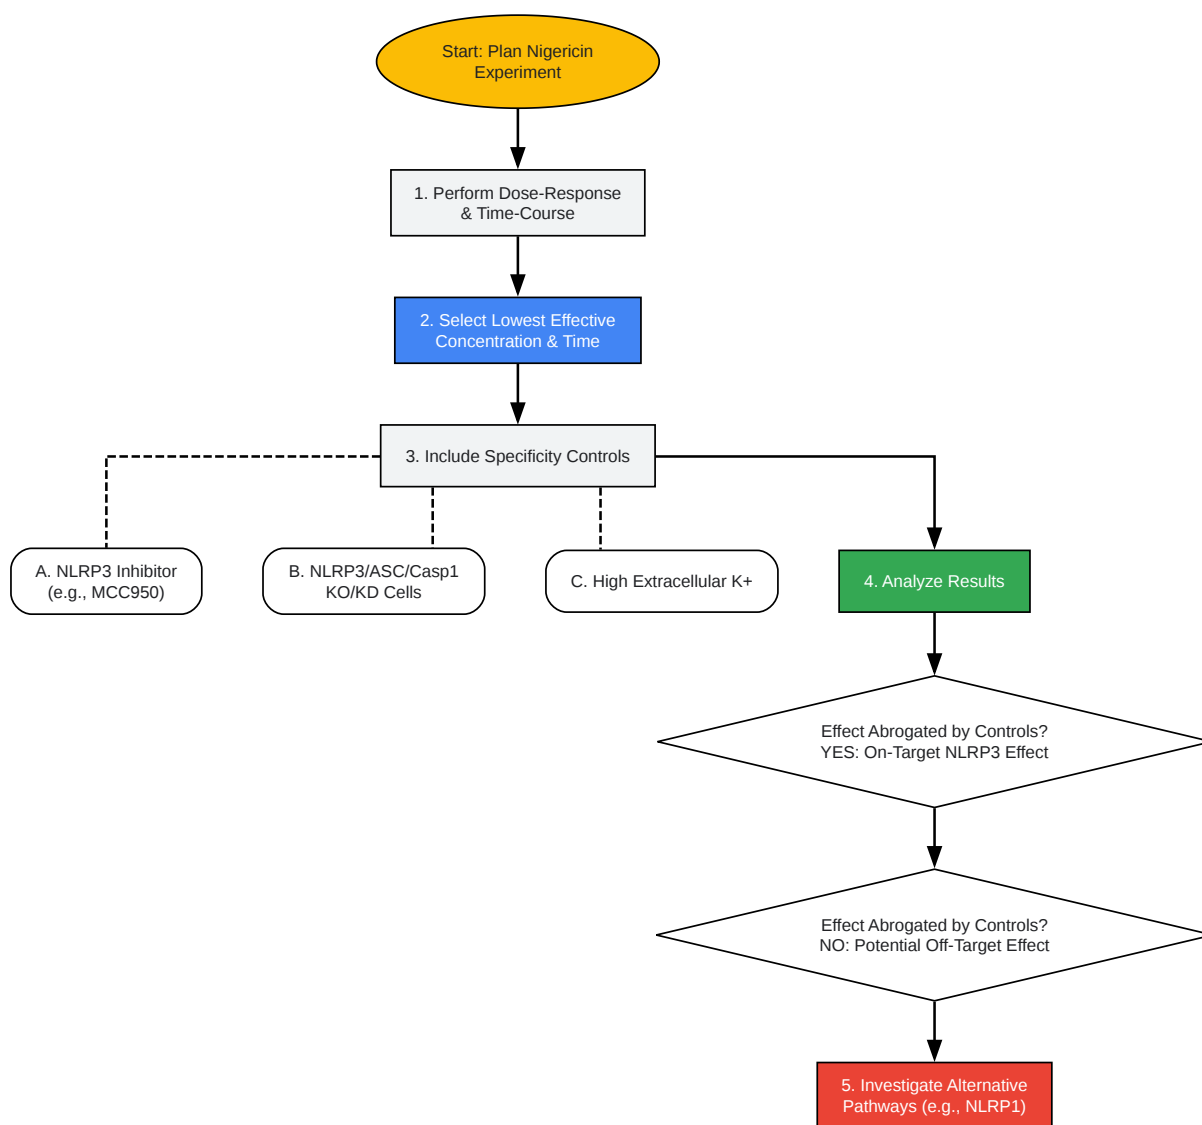 Start: Plan Nigericin
Experiment
1. Perform Dose-Response
& Time-Course
2. Select Lowest Effective
Concentration & Time
3. Include Specificity Controls
A. NLRP3 Inhibitor
(e.g., MCC950)
B. NLRP3/ASC/Casp1
KO/KD Cells
C. High Extracellular K+
4. Analyze Results
Effect Abrogated by Controls?
YES: On-Target NLRP3 Effect
Effect Abrogated by Controls?
NO: Potential Off-Target Effect
5. Investigate Alternative
Pathways (e.g., NLRP1)